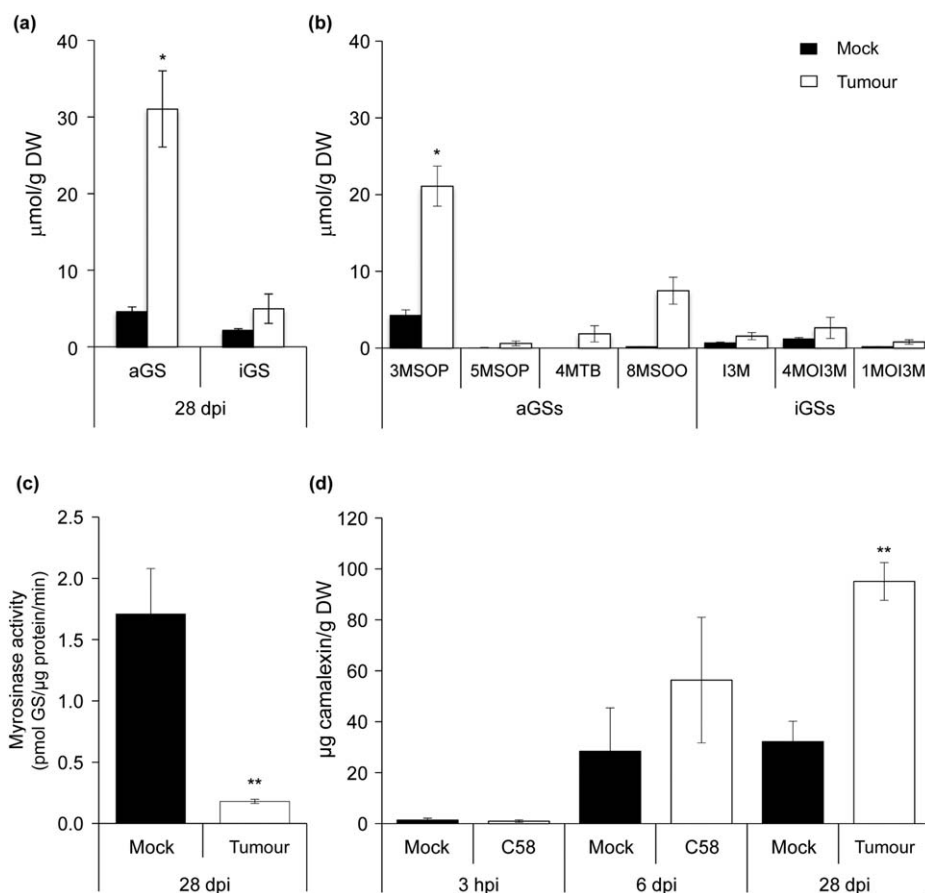 (a)
40
*
30
20
10
0
μmol/g DW
aGS iGS
28 dpi
(b)
40
30
*
20
10
0
μmol/g DW
Mock
Tumour
3MSOP 5MSOP 4MTB 8MSOO I3M 4MOI3M 1MOI3M
aGSs iGSs
(c)
2.5
2.0
1.5
1.0
0.5
**
0.0
Myrosinase activity
(pmol GS/μg protein/min)
Mock Tumour
28 dpi
(d)
120
**
100
80
60
40
20
0
μg camalexin/g DW
Mock C58 Mock C58 Mock Tumour
3 hpi 6 dpi 28 dpi